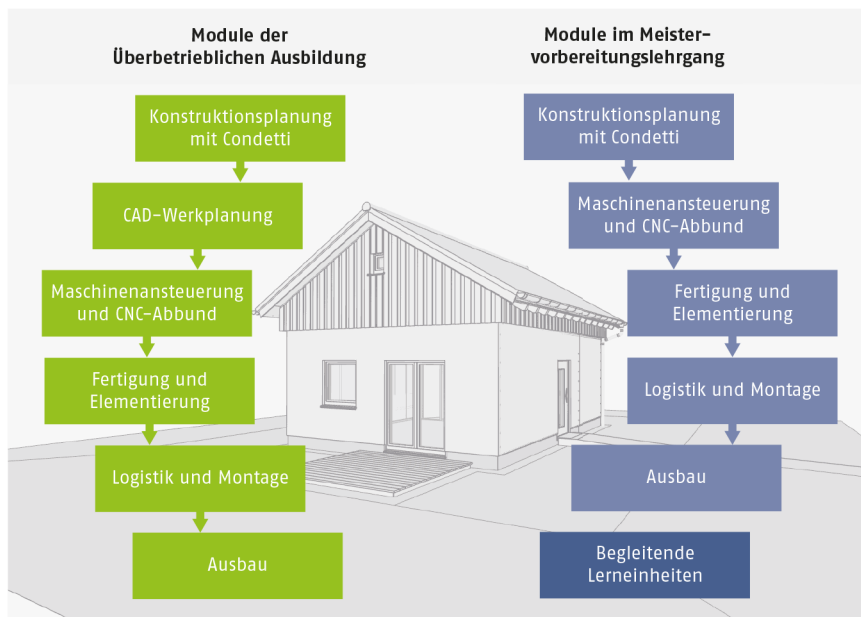 Module der
Überbetrieblichen Ausbildung
Konstruktionsplanung
mit Condetti
CAD-Werkplanung
Maschinenansteuerung
und CNC-Abbund
Fertigung und
Elementierung
Logistik und Montage
Ausbau
Module im Meister-
vorbereitungslehrgang
Konstruktionsplanung
mit Condetti
Maschinenansteuerung
und CNC-Abbund
Fertigung und
Elementierung
Logistik und Montage
Ausbau
Begleitende
Lerneinheiten